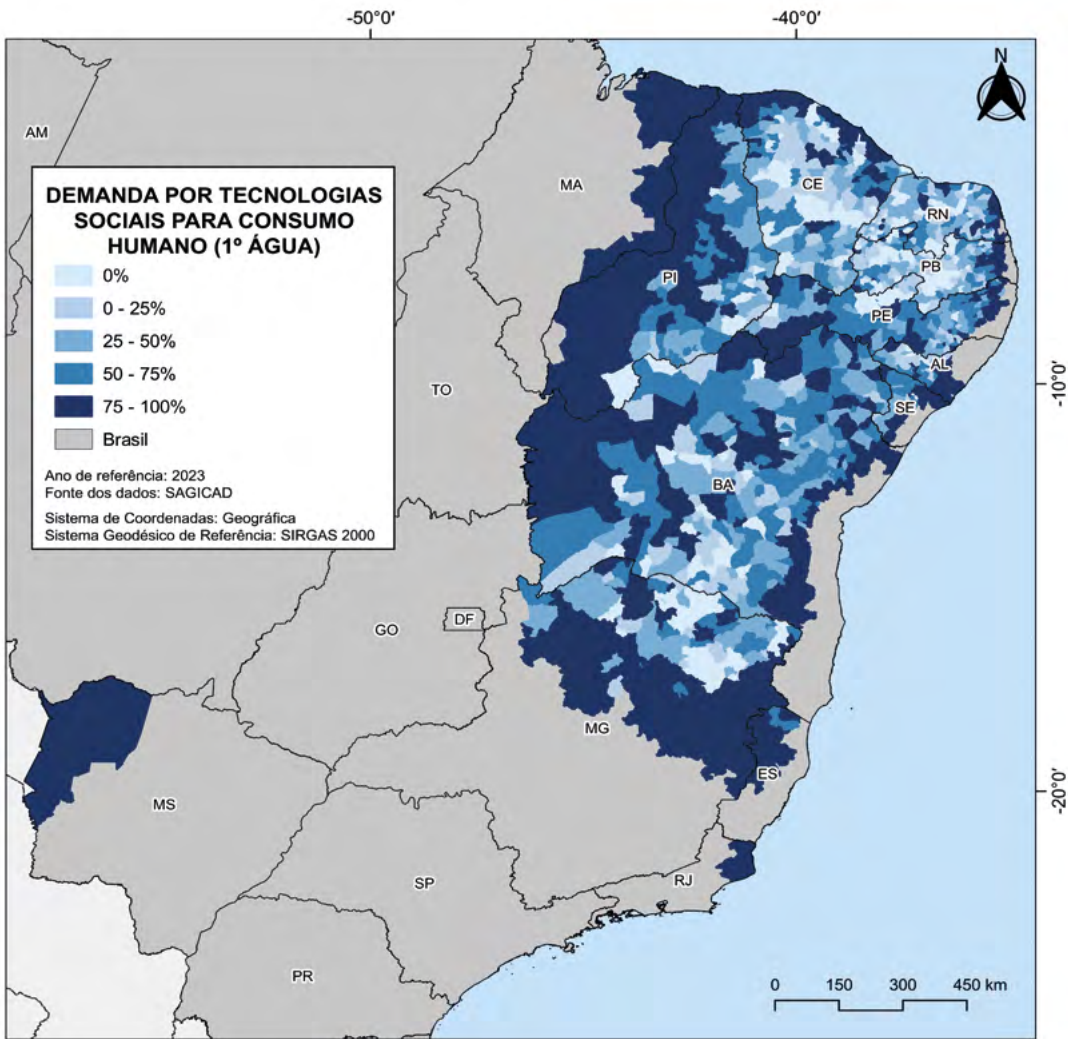 -50°0′
-40°0′
N
AM
DEMANDA POR TECNOLOGIAS
SOCIAIS PARA CONSUMO
HUMANO (1º ÁGUA)
0%
0 - 25%
25 - 50%
50 - 75%
75 - 100%
Brasil
Ano de referência: 2023
Fonte dos dados: SAGICAD
Sistema de Coordenadas: Geográfica
Sistema Geodésico de Referência: SIRGAS 2000
MA
CE
RN
PB
PI
PE
AL
SE
TO
-10°0′
BA
GO
DF
MG
ES
MS
-20°0′
SP
RJ
PR
0 150 300 450 km